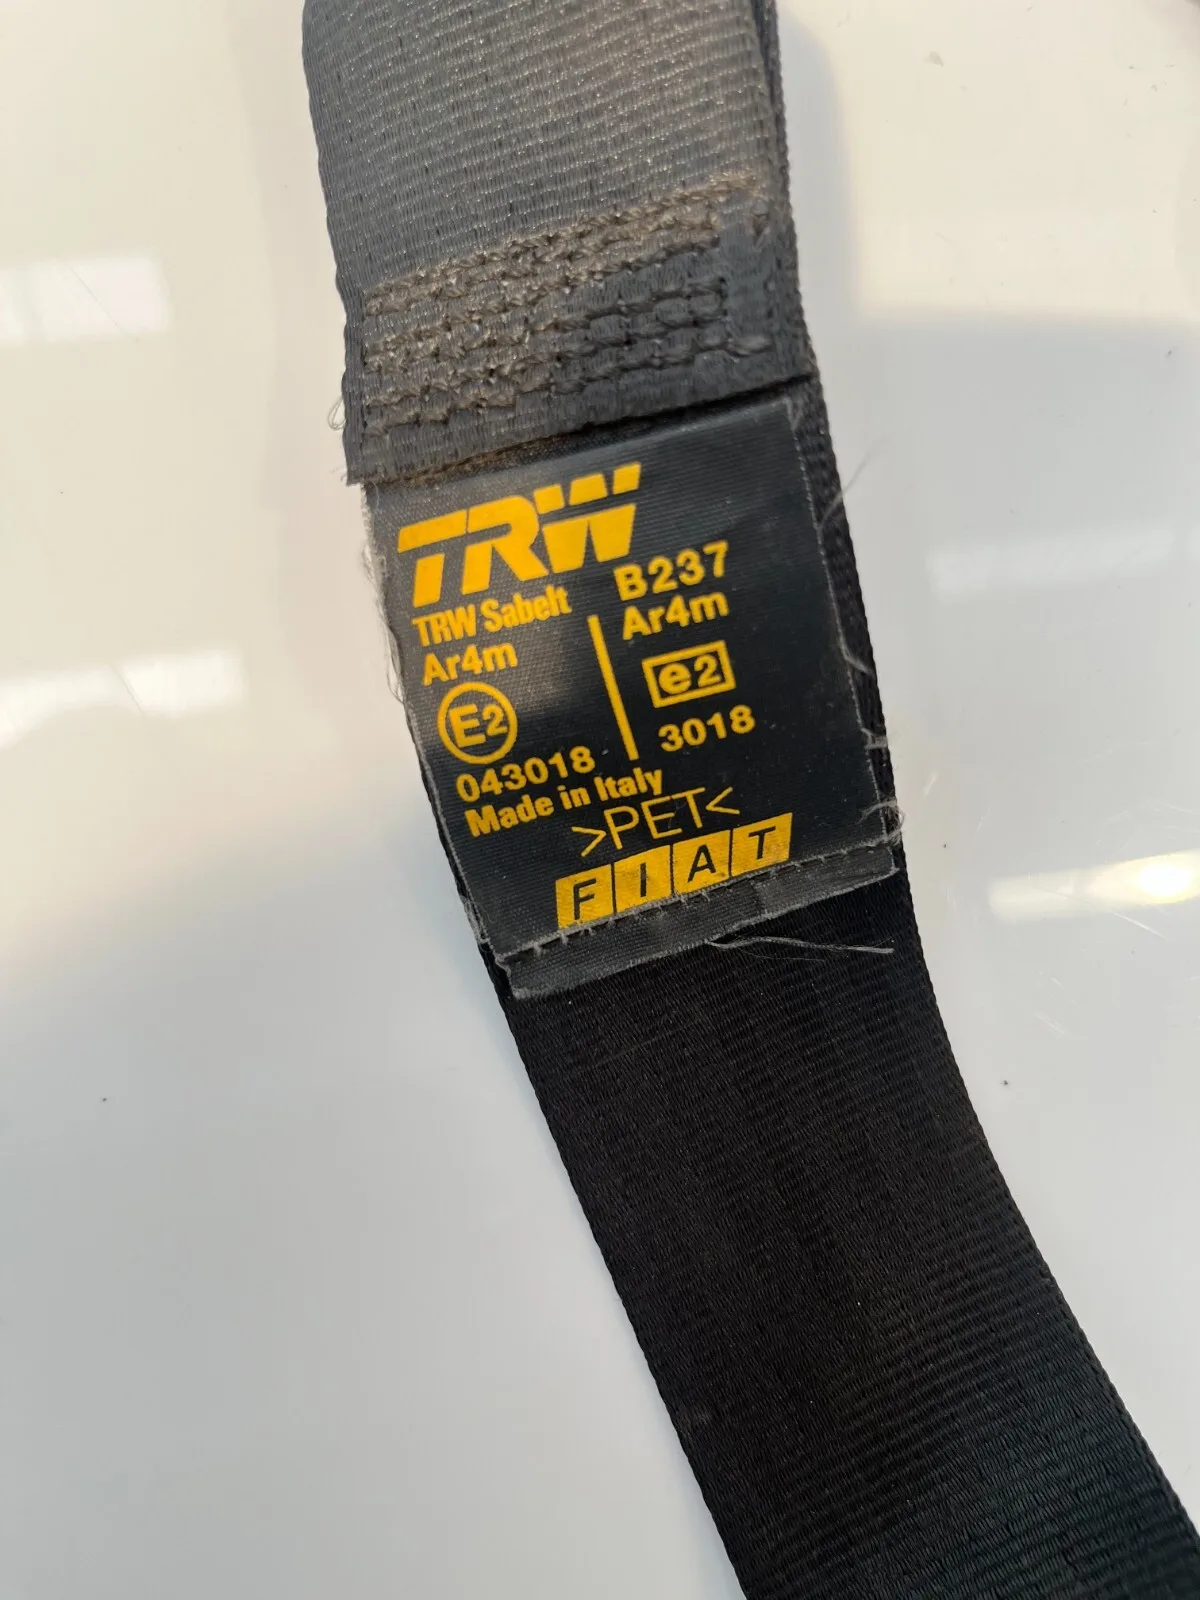 TRW
TRW Sabelt
Ar4m
E2
043018
Made in Italy
B237
Ar4m
e2
3018
>PET<
FIAT